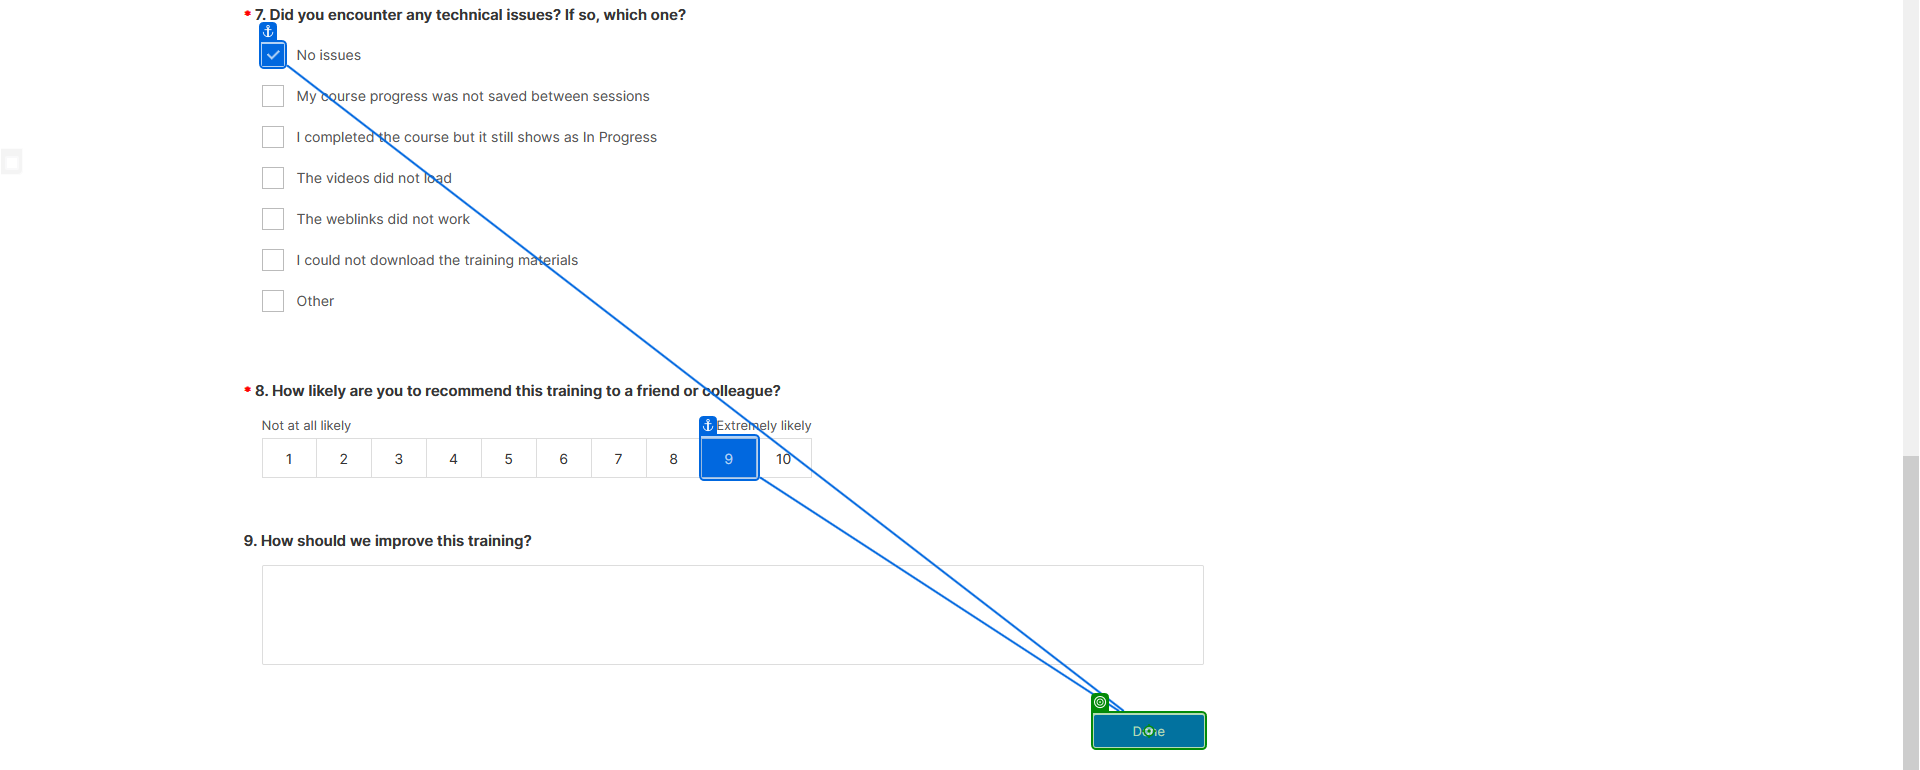 * 7. Did you encounter any technical issues? If so, which one?
No issues
My course progress was not saved between sessions
I completed the course but it still shows as In Progress
The videos did not load
The weblinks did not work
I could not download the training materials
Other
* 8. How likely are you to recommend this training to a friend or colleague?
Not at all likely Extremely likely
1 2 3 4 5 6 7 8 9 10
9. How should we improve this training?
Done